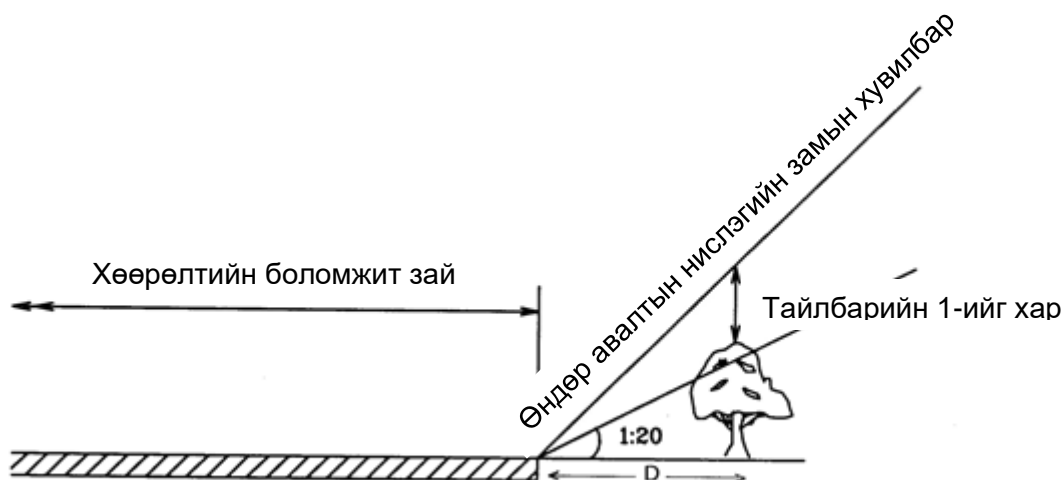 Өндөр авалтын нислэгийн замын хувилбар
Хөөрөлтийн боломжит зай
Тайлбарийн 1-ийг хар
1:20
D